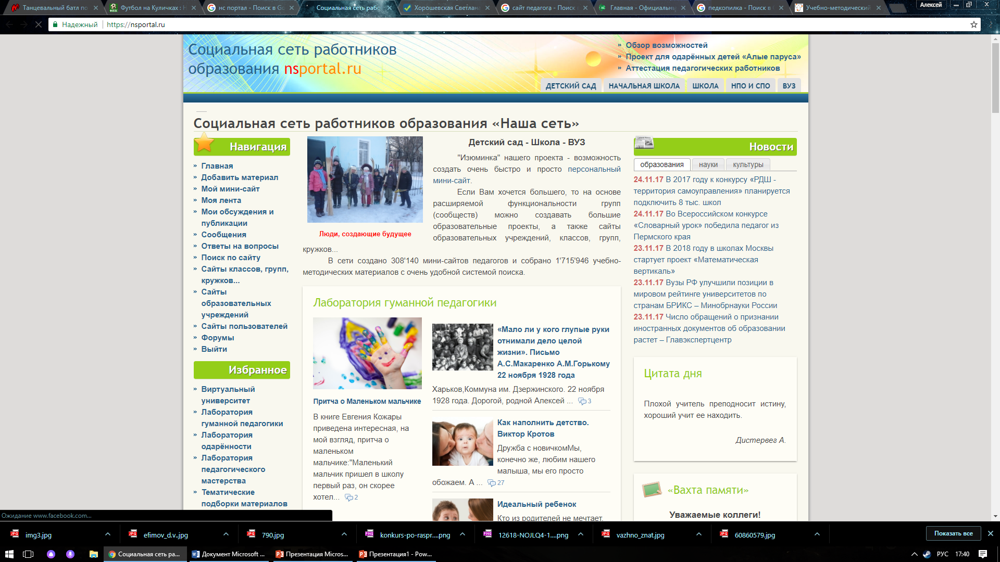 Танцевальный батл по
Футбол на Куличках :
нс портал - Поиск в Go
Социальная сеть рабо
Хорошевская Светлана
сайт педагога - Поиск
Главная - Официальн
педкопилка - Поиск в
Учебно-методический
Алексей
Надежный
https://nsportal.ru
Социальная сеть работников
образования nsportal.ru
» Обзор возможностей
» Проект для одарённых детей «Алые паруса»
» Аттестация педагогических работников
ДЕТСКИЙ САД НАЧАЛЬНАЯ ШКОЛА ШКОЛА НПО И СПО ВУЗ
Социальная сеть работников образования «Наша сеть»
Навигация
» Главная
» Добавить материал
» Мой мини-сайт
» Моя лента
» Мои обсуждения и
публикации
» Сообщения
» Ответы на вопросы
» Поиск по сайту
» Сайты классов, групп,
кружков...
» Сайты
образовательных
учреждений
» Сайты пользователей
» Форумы
» Выйти
Избранное
» Виртуальный
университет
» Лаборатория
гуманной педагогики
» Лаборатория
одарённости
» Лаборатория
педагогического
мастерства
» Тематические
подборки материалов
Люди, создающие будущее
Детский сад - Школа - ВУЗ
"Изюминка" нашего проекта - возможность
создать очень быстро и просто персональный
мини-сайт.
Если Вам хочется большего, то на основе
расширяемой функциональности групп
(сообществ) можно создавать большие
образовательные проекты, а также сайты
образовательных учреждений, классов, групп,
кружков...
В сети создано 308'140 мини-сайтов педагогов и собрано 1'715'946 учебно-
методических материалов с очень удобной системой поиска.
Лаборатория гуманной педагогики
Притча о Маленьком мальчике
В книге Евгения Кожары
приведена интересная, на
мой взгляд, притча о
маленьком
мальчике:"Маленький
мальчик пришел в школу
первый раз, он скорее
хотел... 2
«Мало ли у кого глупые руки
отнимали дело целой
жизни». Письмо
А.С.Макаренко А.М.Горькому
22 ноября 1928 года
Харьков,Коммуна им. Дзержинского. 22 ноября
1928 года. Дорогой, родной Алексей ... 3
Как наполнить детство.
Виктор Кротов
Дружба с новичкомМы,
конечно же, любим нашего
малыша, мы его просто
обожаем. А ... 27
Идеальный ребенок
Кто из родителей не мечтает,
Новости
образования науки культуры
24.11.17 В 2017 году к конкурсу «РДШ -
территория самоуправления» планируется
подключить 8 тыс. школ
24.11.17 Во Всероссийском конкурсе
«Словарный урок» победила педагог из
Пермского края
23.11.17 В 2018 году в школах Москвы
стартует проект «Математическая
вертикаль»
23.11.17 Вузы РФ улучшили позиции в
мировом рейтинге университетов по
странам БРИКС – Минобрнауки России
23.11.17 Число обращений о признании
иностранных документов об образовании
растет – Главэкспертцентр
Цитата дня
Плохой учитель преподносит истину,
хороший учит ее находить.
Дистервег А.
«Вахта памяти»
Уважаемые коллеги!
Ожидание www.facebook.com...
img3.jpg
efimov_d.v..jpg
790.jpg
konkurs-po-raspr....png
12618-NOJLQ4-1....png
vazhno_znat.jpg
60860579.jpg
Показать все
Социальная сеть ра...
Документ Microsoft ...
Презентация Micros...
Презентация1 - Pow...
РУС
17:40